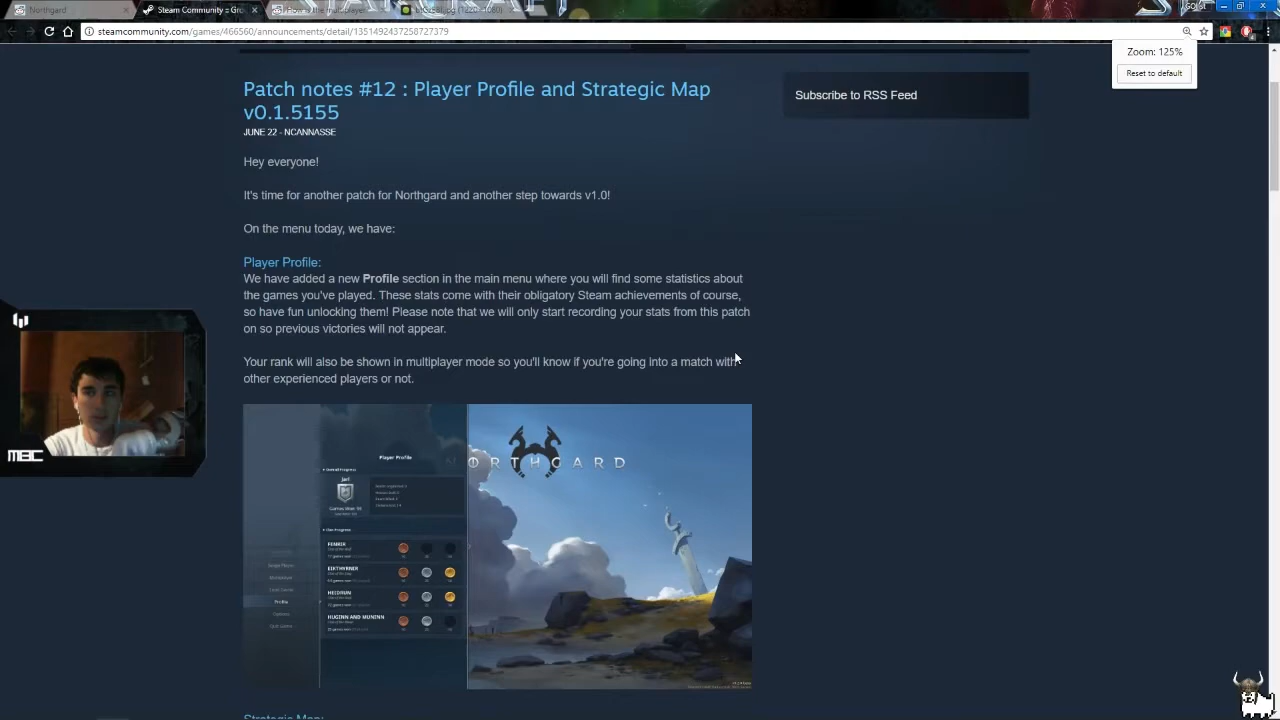 Northgard
Steam Community :: Gro
How is the multiplayer
steamcommunity.com/games/466560/announcements/detail/1351492437258727379
Zoom: 125%
Reset to default
Patch notes #12 : Player Profile and Strategic Map
v0.1.5155
JUNE 22 - NCANNASSE
Subscribe to RSS Feed
Hey everyone!
It's time for another patch for Northgard and another step towards v1.0!
On the menu today, we have:
Player Profile:
We have added a new Profile section in the main menu where you will find some statistics about
the games you've played. These stats come with their obligatory Steam achievements of course,
so have fun unlocking them! Please note that we will only start recording your stats from this patch
on so previous victories will not appear.
Your rank will also be shown in multiplayer mode so you'll know if you're going into a match with
other experienced players or not.
Player Profile
NORTHGARD
Jarl
FENRIR
EIKTHYRNIR
HEIDRUN
HUGINN AND MUNINN
Profile
MBC
Strategic Map: